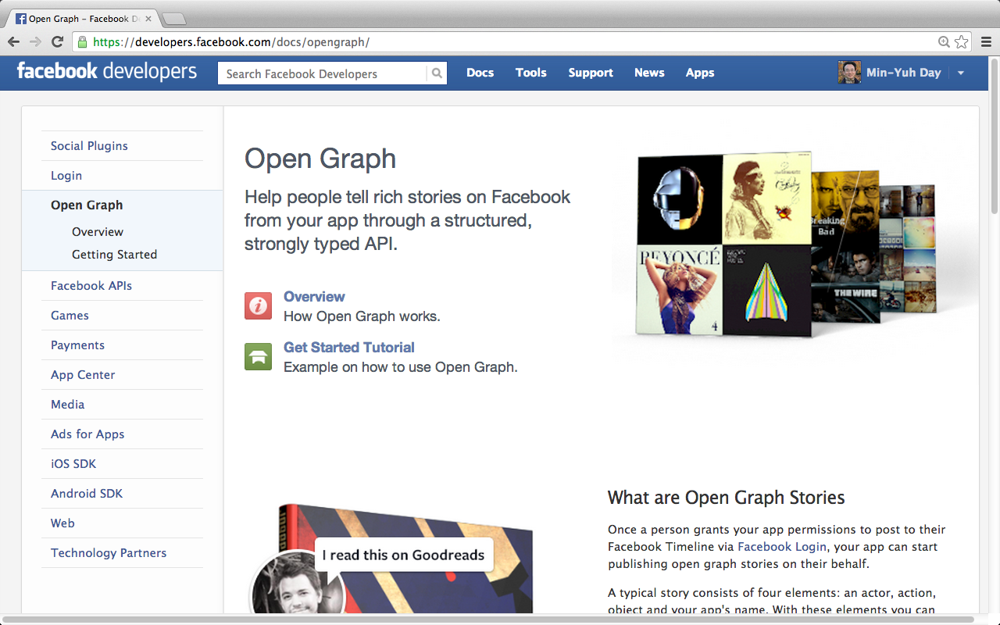 Open Graph - Facebook D
https://developers.facebook.com/docs/opengraph/
facebook developers
Search Facebook Developers
Docs
Tools
Support
News
Apps
Min-Yuh Day
Social Plugins
Login
Open Graph
Overview
Getting Started
Facebook APIs
Games
Payments
App Center
Media
Ads for Apps
iOS SDK
Android SDK
Web
Technology Partners
Open Graph
Help people tell rich stories on Facebook
from your app through a structured,
strongly typed API.
Overview
How Open Graph works.
Get Started Tutorial
Example on how to use Open Graph.
BEYONCÉ
4
Breaking
Bad
THE WIRE
I read this on Goodreads
What are Open Graph Stories
Once a person grants your app permissions to post to their
Facebook Timeline via Facebook Login, your app can start
publishing open graph stories on their behalf.
A typical story consists of four elements: an actor, action,
object and your app's name. With these elements you can